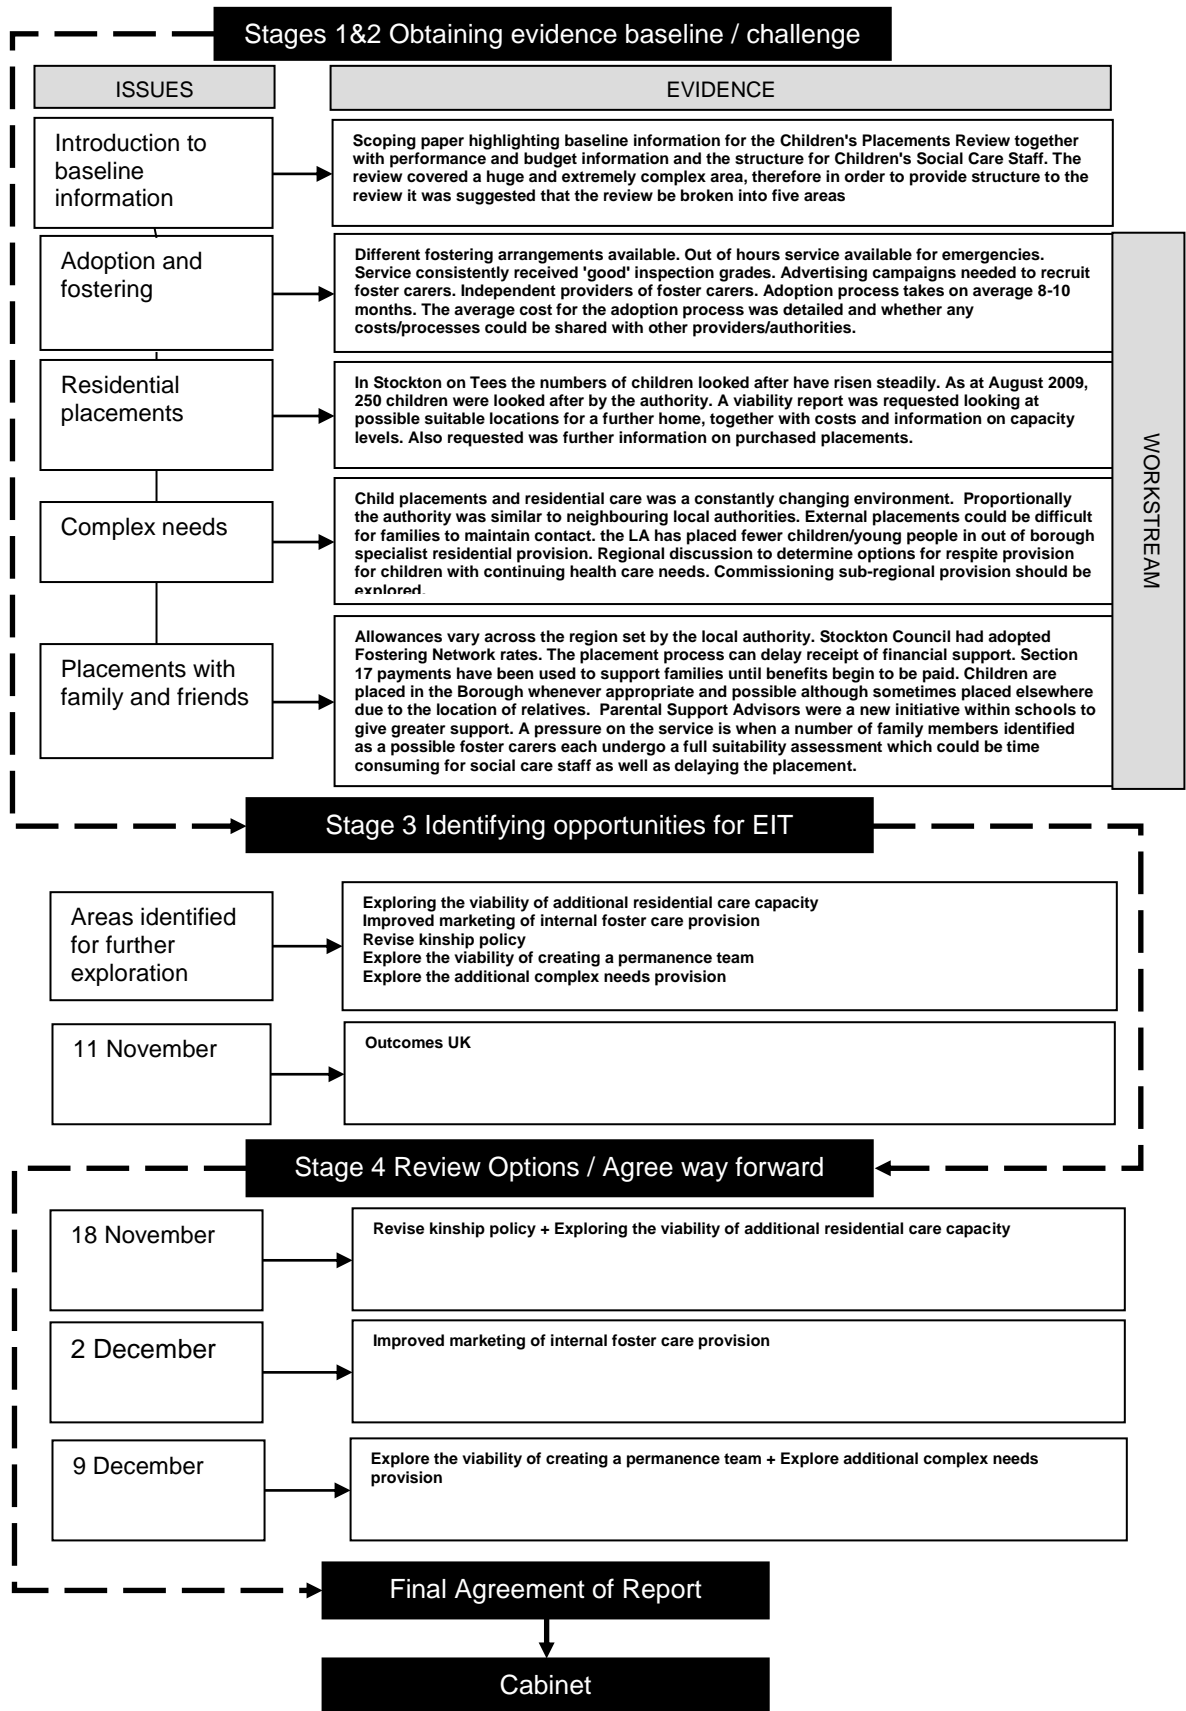 Stages 1&2 Obtaining evidence baseline / challenge
ISSUES
EVIDENCE
Introduction to
baseline
information
Scoping paper highlighting baseline information for the Children's Placements Review together
with performance and budget information and the structure for Children's Social Care Staff. The
review covered a huge and extremely complex area, therefore in order to provide structure to the
review it was suggested that the review be broken into five areas
Adoption and
fostering
Different fostering arrangements available. Out of hours service available for emergencies.
Service consistently received 'good' inspection grades. Advertising campaigns needed to recruit
foster carers. Independent providers of foster carers. Adoption process takes on average 8-10
months. The average cost for the adoption process was detailed and whether any
costs/processes could be shared with other providers/authorities.
Residential
placements
In Stockton on Tees the numbers of children looked after have risen steadily. As at August 2009,
250 children were looked after by the authority. A viability report was requested looking at
possible suitable locations for a further home, together with costs and information on capacity
levels. Also requested was further information on purchased placements.
Complex needs
Child placements and residential care was a constantly changing environment.  Proportionally
the authority was similar to neighbouring local authorities. External placements could be difficult
for families to maintain contact. the LA has placed fewer children/young people in out of borough
specialist residential provision. Regional discussion to determine options for respite provision
for children with continuing health care needs. Commissioning sub-regional provision should be
explored.
Placements with
family and friends
Allowances vary across the region set by the local authority. Stockton Council had adopted
Fostering Network rates. The placement process can delay receipt of financial support. Section
17 payments have been used to support families until benefits begin to be paid. Children are
placed in the Borough whenever appropriate and possible although sometimes placed elsewhere
due to the location of relatives.  Parental Support Advisors were a new initiative within schools to
give greater support. A pressure on the service is when a number of family members identified
as a possible foster carers each undergo a full suitability assessment which could be time
consuming for social care staff as well as delaying the placement.
WORKSTREAM
Stage 3 Identifying opportunities for EIT
Areas identified
for further
exploration
Exploring the viability of additional residential care capacity
Improved marketing of internal foster care provision
Revise kinship policy
Explore the viability of creating a permanence team
Explore the additional complex needs provision
11 November
Outcomes UK
Stage 4 Review Options / Agree way forward
18 November
Revise kinship policy + Exploring the viability of additional residential care capacity
2 December
Improved marketing of internal foster care provision
9 December
Explore the viability of creating a permanence team + Explore additional complex needs
provision
Final Agreement of Report
Cabinet